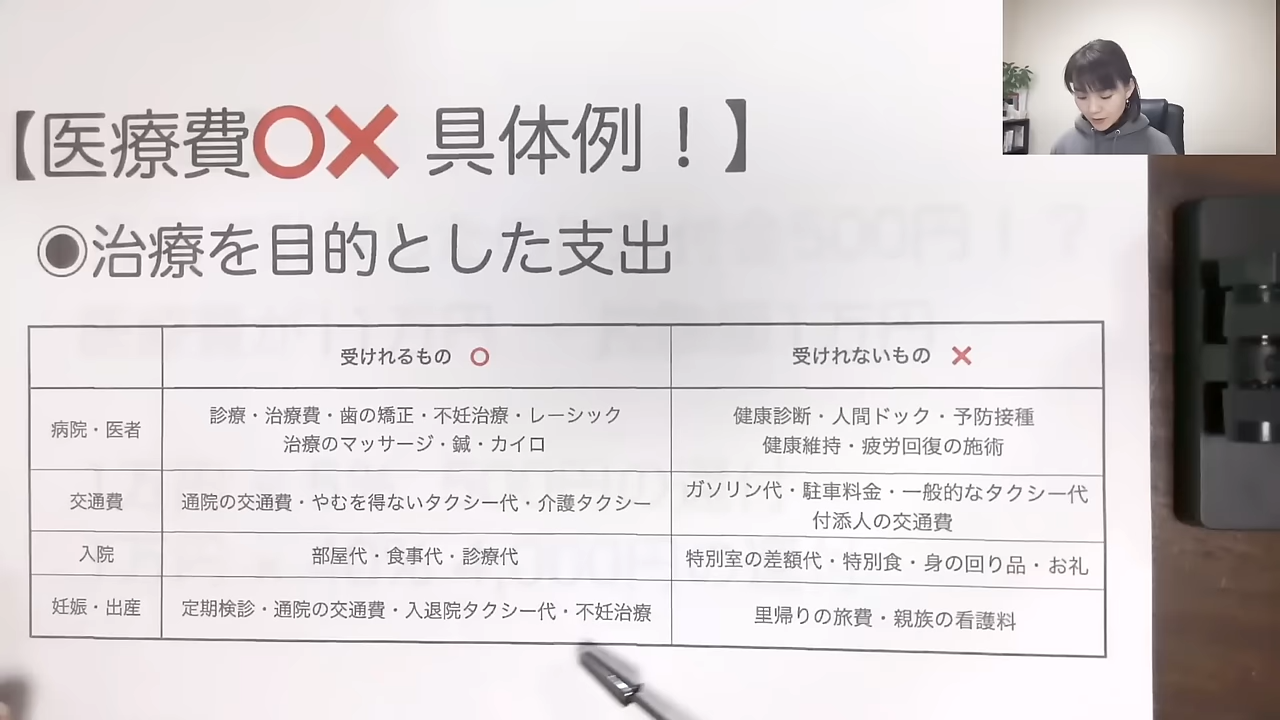 【医療費⭕❌ 具体例！】
◉治療を目的とした支出
受けれるもの ⭕
受けれないもの ❌
病院・医者
診療・治療費・歯の矯正・不妊治療・レーシック
治療のマッサージ・鍼・カイロ
健康診断・人間ドック・予防接種
健康維持・疲労回復の施術
交通費
通院の交通費・やむを得ないタクシー代・介護タクシー
ガソリン代・駐車料金・一般的なタクシー代
付添人の交通費
入院
部屋代・食事代・診療代
特別室の差額代・特別食・身の回り品・お礼
妊娠・出産
定期検診・通院の交通費・入退院タクシー代・不妊治療
里帰りの旅費・親族の看護料